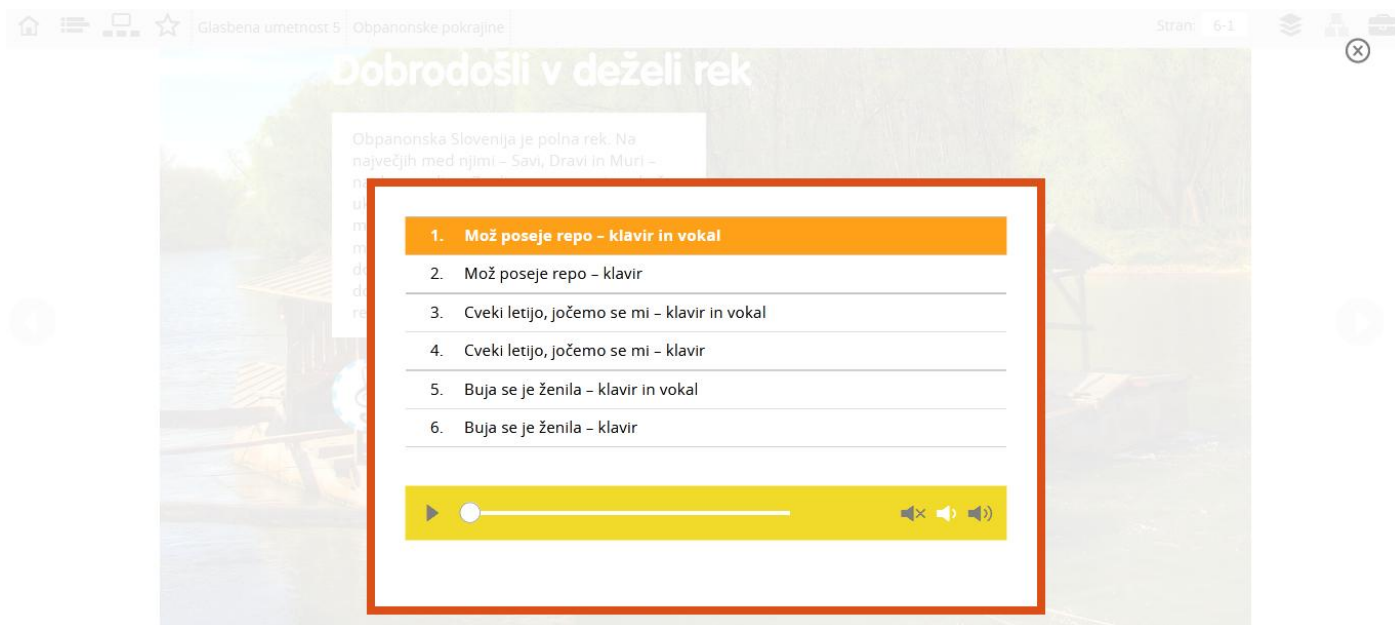 Glasbena umetnost 5 Obpanonske pokrajine Stran: 6-1
Dobrodošli v deželi rek
Obpanonska Slovenija je polna rek. Na
največjih med njimi – Savi, Dravi in Muri –
1. Mož poseje repo – klavir in vokal
2. Mož poseje repo – klavir
3. Cveki letijo, jočemo se mi – klavir in vokal
4. Cveki letijo, jočemo se mi – klavir
5. Buja se je ženila – klavir in vokal
6. Buja se je ženila – klavir